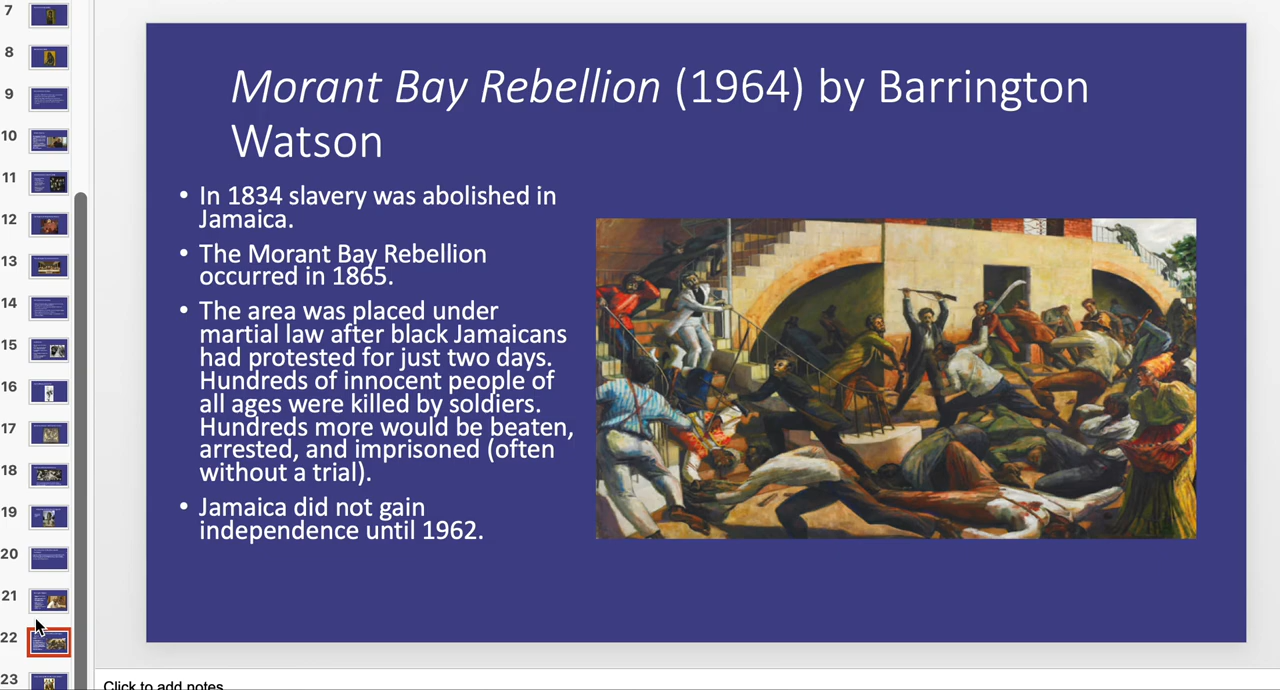 7
8
9
10
11
12
13
14
15
16
17
18
19
20
21
22
23
Morant Bay Rebellion (1964) by Barrington
Watson
• In 1834 slavery was abolished in
Jamaica.
• The Morant Bay Rebellion
occurred in 1865.
• The area was placed under
martial law after black Jamaicans
had protested for just two days.
Hundreds of innocent people of
all ages were killed by soldiers.
Hundreds more would be beaten,
arrested, and imprisoned (often
without a trial).
• Jamaica did not gain
independence until 1962.
Click to add notes